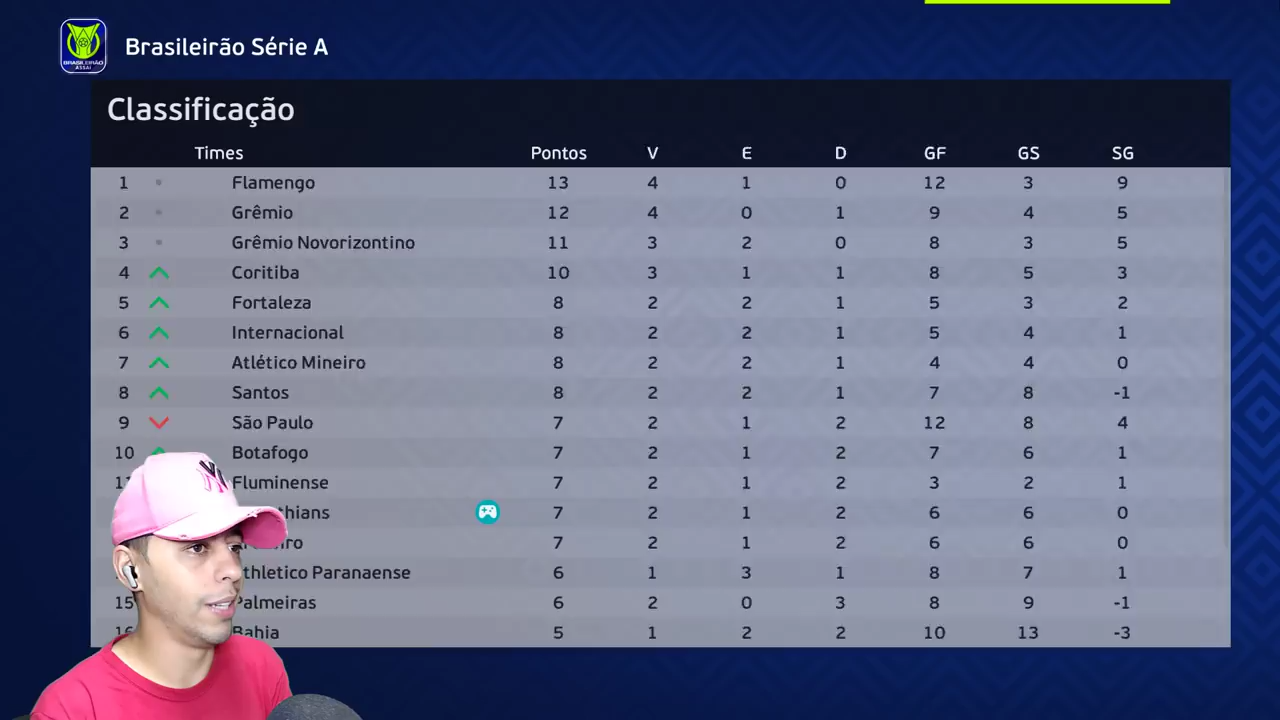 BRASILEIRÃO
ASSAÍ
Brasileirão Série A
Classificação
Times Pontos V E D GF GS SG
1 Flamengo 13 4 1 0 12 3 9
2 Grêmio 12 4 0 1 9 4 5
3 Grêmio Novorizontino 11 3 2 0 8 3 5
4 Coritiba 10 3 1 1 8 5 3
5 Fortaleza 8 2 2 1 5 3 2
6 Internacional 8 2 2 1 5 4 1
7 Atlético Mineiro 8 2 2 1 4 4 0
8 Santos 8 2 2 1 7 8 -1
9 São Paulo 7 2 1 2 12 8 4
10 Botafogo 7 2 1 2 7 6 1
Fluminense 7 2 1 2 3 2 1
7 2 1 2 6 6 0
7 2 1 2 6 6 0
Athletico Paranaense 6 1 3 1 8 7 1
15 Palmeiras 6 2 0 3 8 9 -1
16 Bahia 5 1 2 2 10 13 -3
NY